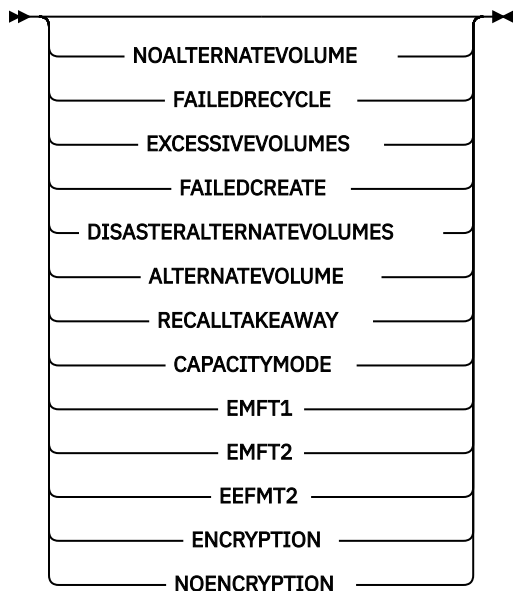 NOALTERNATEVOLUME
FAILEDRECYCLE
EXCESSIVEVOLUMES
FAILEDCREATE
DISASTERALTERNATEVOLUMES
ALTERNATEVOLUME
RECALLTAKEAWAY
CAPACITYMODE
EMFT1
EMFT2
EEFMT2
ENCRYPTION
NOENCRYPTION